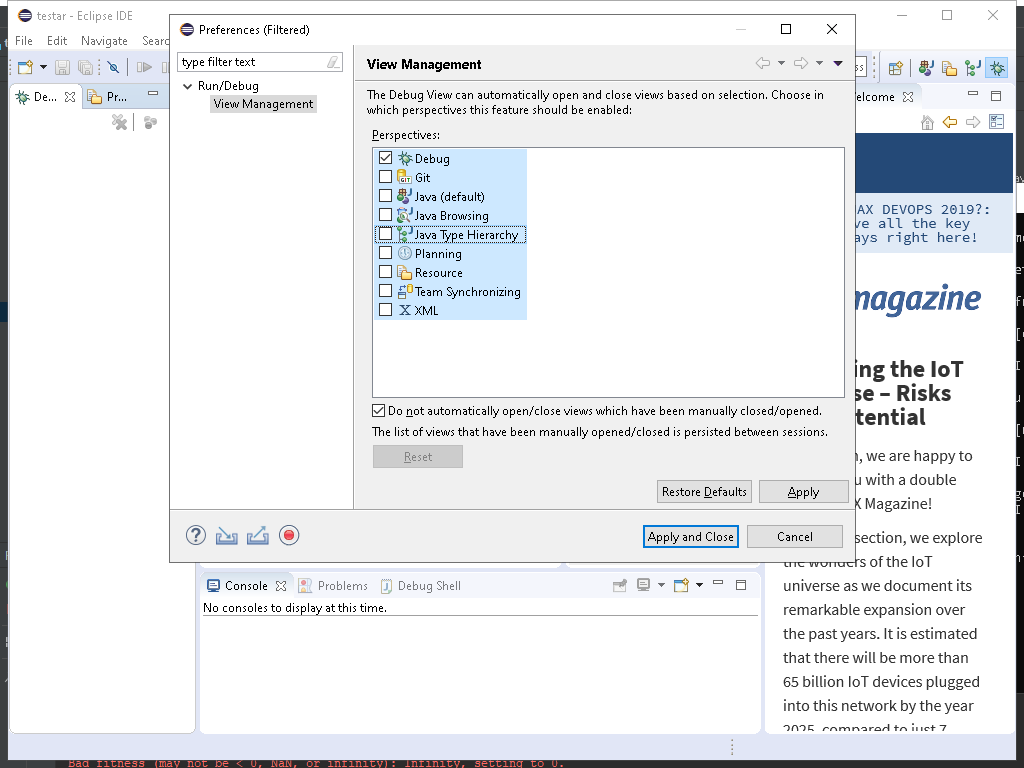 testar - Eclipse IDE
File Edit Navigate Searc
De...
Pr...
Preferences (Filtered)
type filter text
Run/Debug
View Management
View Management
The Debug View can automatically open and close views based on selection. Choose in
which perspectives this feature should be enabled:
Perspectives:
Debug
Git
Java (default)
Java Browsing
Java Type Hierarchy
Planning
Resource
Team Synchronizing
XML
Do not automatically open/close views which have been manually closed/opened.
The list of views that have been manually opened/closed is persisted between sessions.
Reset
Restore Defaults
Apply
Apply and Close
Cancel
elcome
AX DEVOPS 2019?:
ve all the key
ays right here!
magazine
ing the IoT
se – Risks
tential
n, we are happy to
u with a double
X Magazine!
section, we explore
the wonders of the IoT
universe as we document its
remarkable expansion over
the past years. It is estimated
that there will be more than
65 billion IoT devices plugged
into this network by the year
2025, compared to just 7
Console
Problems
Debug Shell
No consoles to display at this time.
Bad fitness (may not be < 0, NaN, or infinity): Infinity, setting to 0.